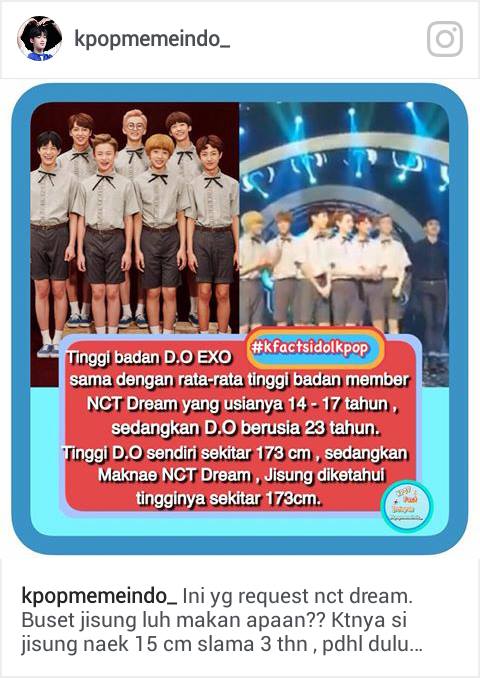 kpopmemeindo_
#kfactsidolkpop
Tinggi badan D.O EXO
sama dengan rata-rata tinggi badan member
NCT Dream yang usianya 14 - 17 tahun ,
sedangkan D.O berusia 23 tahun.
Tinggi D.O sendiri sekitar 173 cm , sedangkan
Maknae NCT Dream , Jisung diketahui
tingginya sekitar 173cm.
kpopmemeindo_ Ini yg request nct dream.
Buset jisung luh makan apaan?? Ktnya si
jisung naek 15 cm slama 3 thn , pdhl dulu...